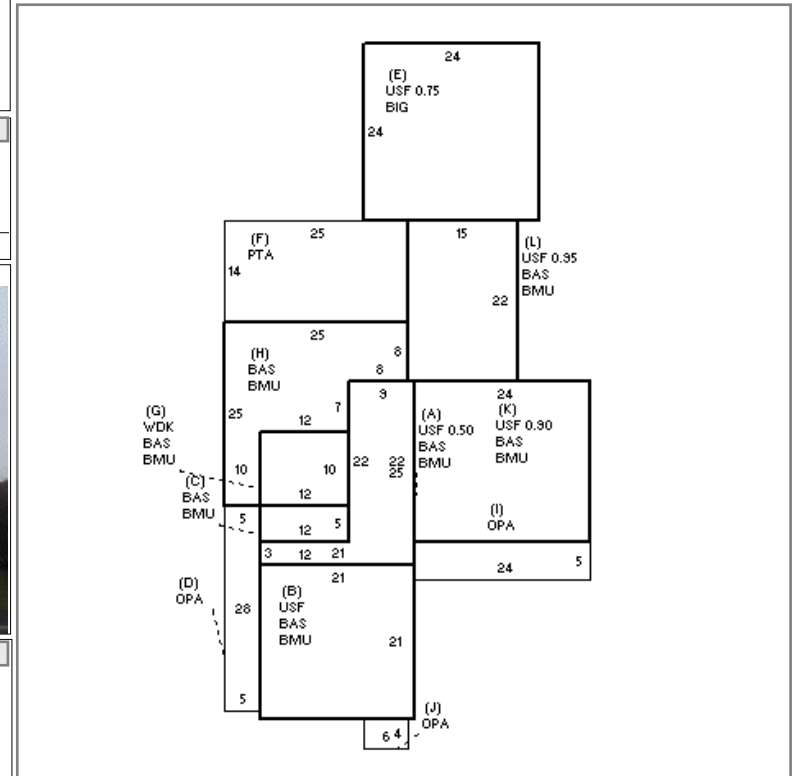 24
(E)
USF 0.75
BIG
24
25
(F)
PTA
14
15
(L)
USF 0.95
BAS
BMU
22
25
8
(H)
BAS
BMU
8
9
24
(K)
USF 0.90
BAS
BMU
(A)
USF 0.50
BAS
BMU
7
25
12
(G)
WDK
BAS
BMU
22
22
25
10
10
12
(C)
BAS
BMU
5
12
5
(I)
OPA
3
12
21
24
5
21
(D)
OPA
28
(B)
USF
BAS
BMU
21
5
(J)
OPA
6
4